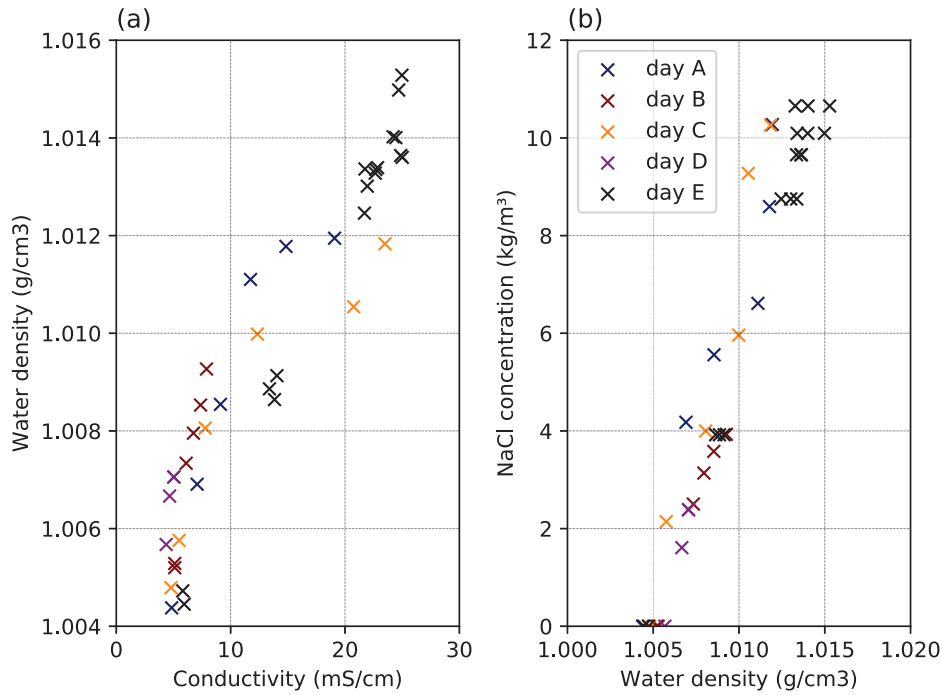 (a)
1.016
1.014
1.012
1.010
1.008
1.006
1.004
Water density (g/cm3)
0
10
20
30
Conductivity (mS/cm)
(b)
12
10
8
6
4
2
0
NaCl concentration (kg/m³)
day A
day B
day C
day D
day E
1.000
1.005
1.010
1.015
1.020
Water density (g/cm3)